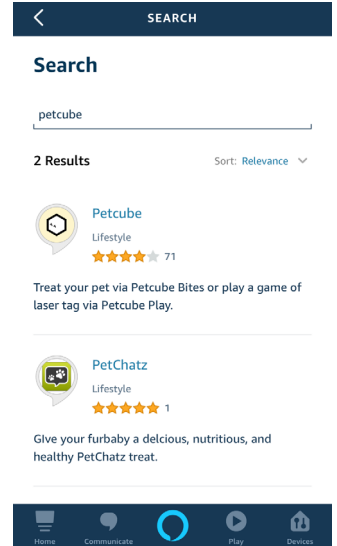 SEARCH
Search
petcube
2 Results
Sort: Relevance
Petcube
Lifestyle
71
Treat your pet via Petcube Bites or play a game of
laser tag via Petcube Play.
PetChatz
Lifestyle
1
GIve your furbaby a delcious, nutritious, and
healthy PetChatz treat.
Home Communicate Play Devices